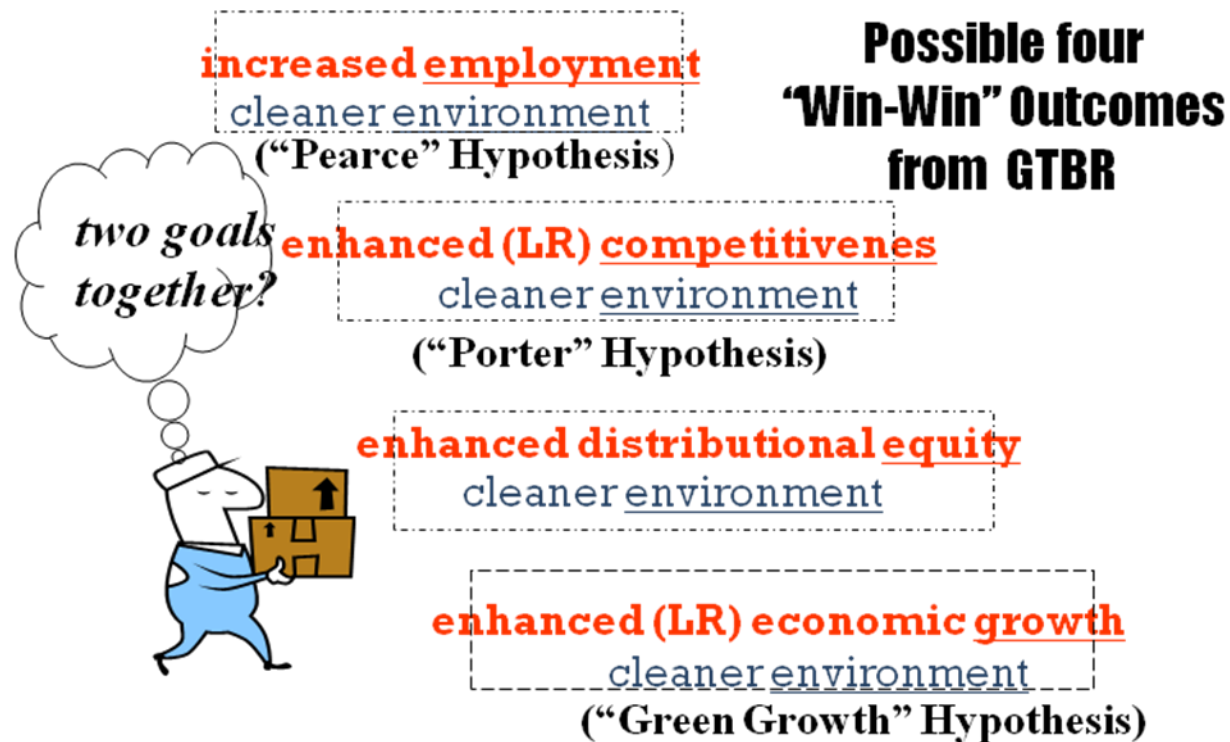 Possible four
“Win-Win” Outcomes
from GTBR
increased employment
cleaner environment
(“Pearce” Hypothesis)
two goals
together?
enhanced (LR) competitivenes
cleaner environment
(“Porter” Hypothesis)
enhanced distributional equity
cleaner environment
enhanced (LR) economic growth
cleaner environment
(“Green Growth” Hypothesis)